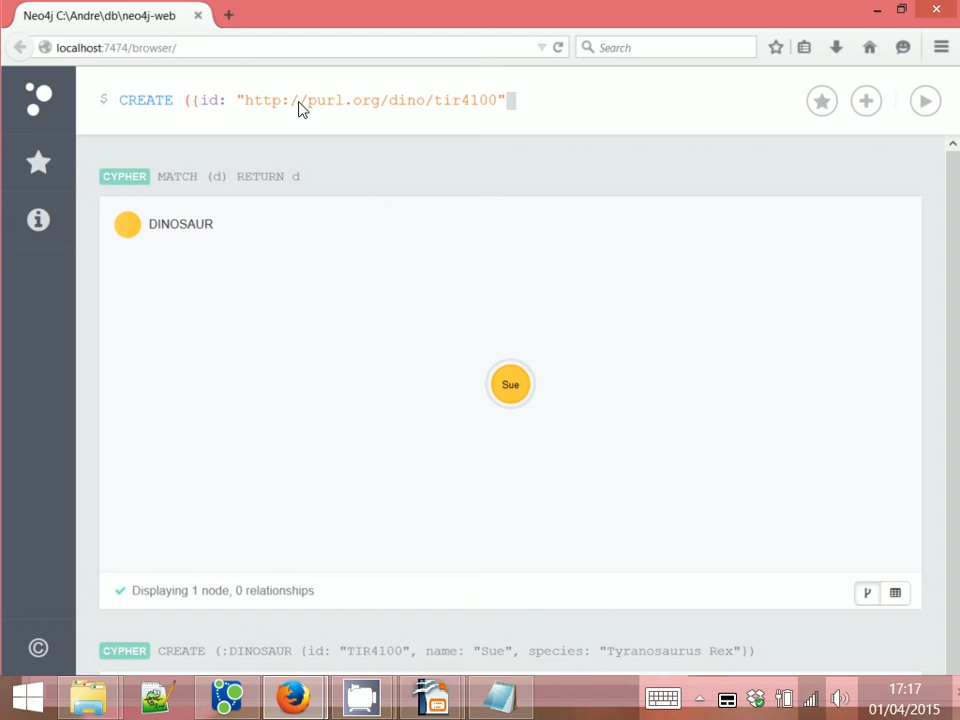 Neo4j C:\Andre\db\neo4j-web
localhost:7474/browser/
Search
$ CREATE ({id: "http://purl.org/dino/tir4100"
CYPHER MATCH (d) RETURN d
DINOSAUR
Sue
Displaying 1 node, 0 relationships
CYPHER CREATE (:DINOSAUR {id: "TIR4100", name: "Sue", species: "Tyranosaurus Rex"})
©
17:17
01/04/2015